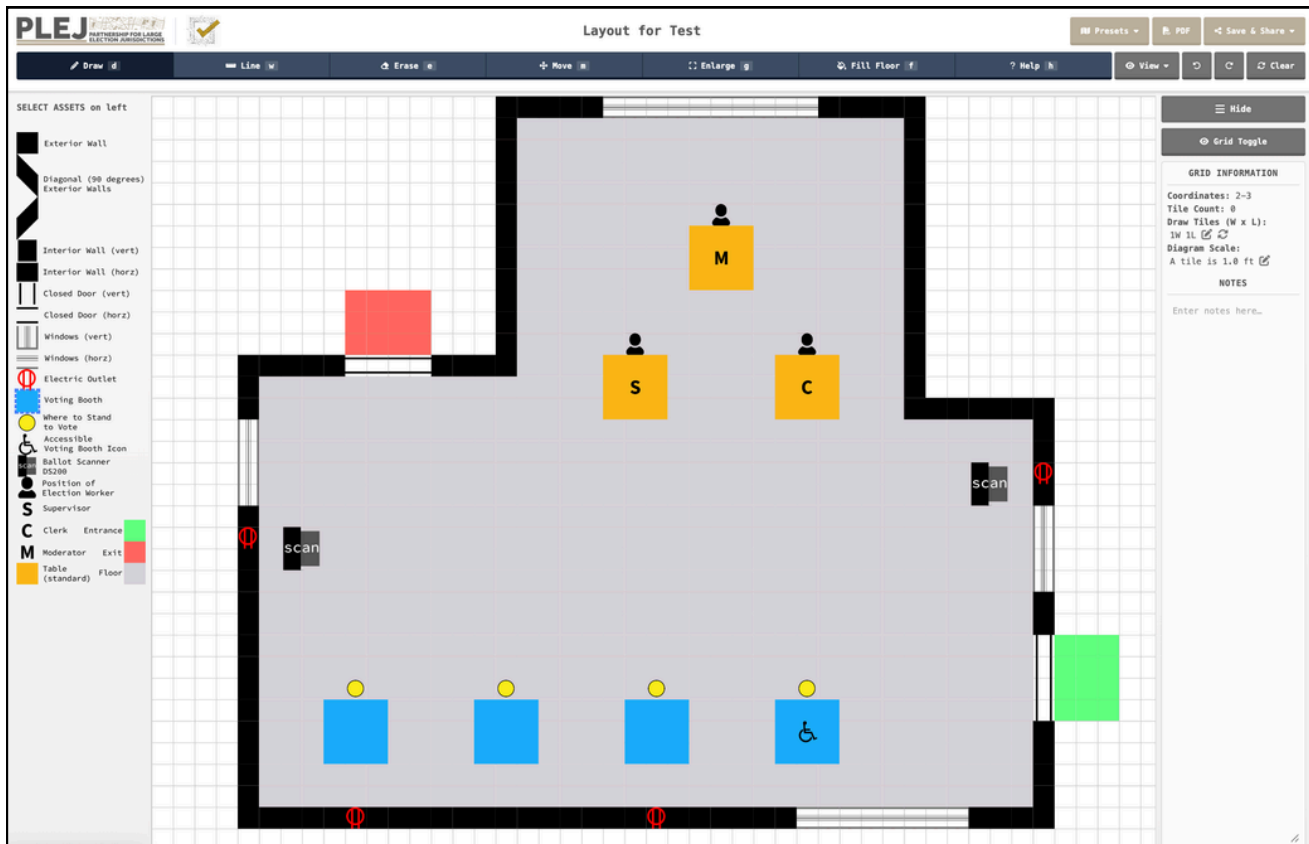 PLEJ PARTNERSHIP FOR LARGE
ELECTION JURISDICTIONS
Layout for Test
Presets
PDF
Save & Share
Draw d
Line w
Erase e
Move m
Enlarge g
Fill Floor f
? Help h
View
Clear
SELECT ASSETS on left
Exterior Wall
Diagonal (90 degrees)
Exterior Walls
Interior Wall (vert)
Interior Wall (horz)
Closed Door (vert)
Closed Door (horz)
Windows (vert)
Windows (horz)
Electric Outlet
Voting Booth
Where to Stand
to Vote
Accessible
Voting Booth Icon
scan Ballot Scanner
DS200
Position of
Election Worker
S Supervisor
C Clerk Entrance
M Moderator Exit
Table
(standard) Floor
M
S
C
scan
scan
Hide
Grid Toggle
GRID INFORMATION
Coordinates: 2-3
Tile Count: 0
Draw Tiles (W x L):
1W 1L
Diagram Scale:
A tile is 1.0 ft
NOTES
Enter notes here…